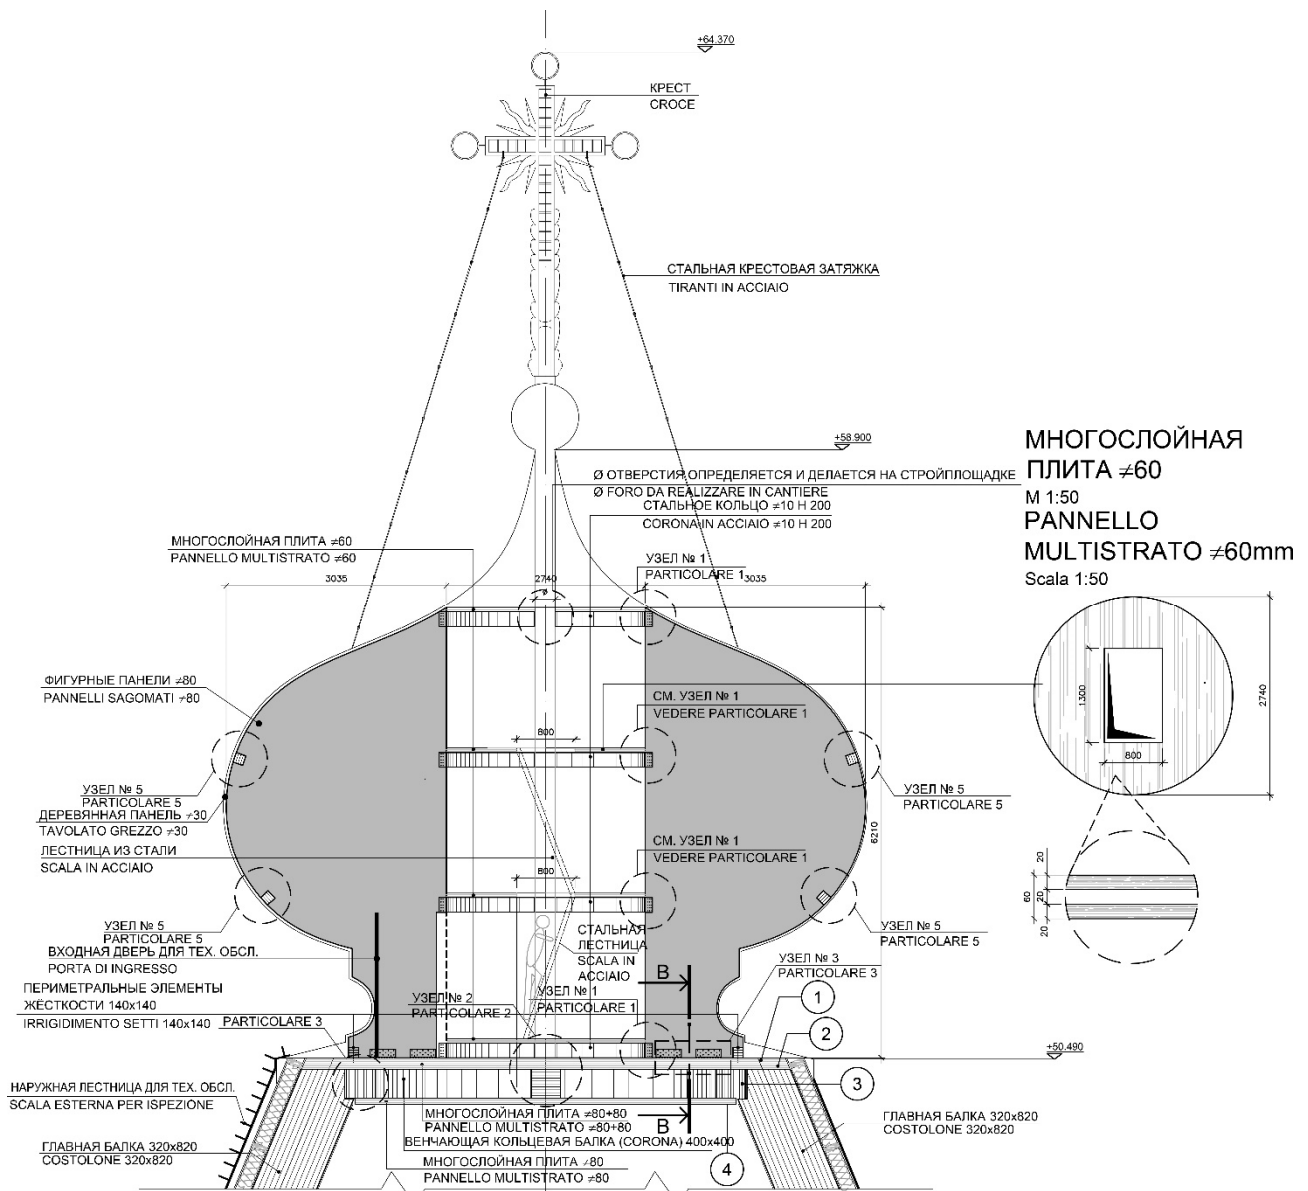 +64.370
КРЕСТ
CROCE
СТАЛЬНАЯ КРЕСТОВАЯ ЗАТЯЖКА
TIRANTI IN ACCIAIO
+58.900
Ø ОТВЕРСТИЯ ОПРЕДЕЛЯЕТСЯ И ДЕЛАЕТСЯ НА СТРОЙПЛОЩАДКЕ
Ø FORO DA REALIZZARE IN CANTIERE
СТАЛЬНОЕ КОЛЬЦО ≠10 H 200
CORONA IN ACCIAIO ≠10 H 200
МНОГОСЛОЙНАЯ
ПЛИТА ≠60
М 1:50
PANNELLO
MULTISTRATO ≠60mm
Scala 1:50
МНОГОСЛОЙНАЯ ПЛИТА ≠60
PANNELLO MULTISTRATO ≠60
УЗЕЛ № 1
PARTICOLARE 1
3035
2740
3035
Ø
ФИГУРНЫЕ ПАНЕЛИ ≠80
PANNELLI SAGOMATI ≠80
СМ. УЗЕЛ № 1
VEDERE PARTICOLARE 1
800
1300
800
2740
УЗЕЛ № 5
PARTICOLARE 5
УЗЕЛ № 5
PARTICOLARE 5
ДЕРЕВЯННАЯ ПАНЕЛЬ ≠30
TAVOLATO GREZZO ≠30
6210
ЛЕСТНИЦА ИЗ СТАЛИ
SCALA IN ACCIAIO
СМ. УЗЕЛ № 1
VEDERE PARTICOLARE 1
800
20
60
20
20
УЗЕЛ № 5
PARTICOLARE 5
УЗЕЛ № 5
PARTICOLARE 5
СТАЛЬНАЯ
ЛЕСТНИЦА
SCALA IN
ACCIAIO
ВХОДНАЯ ДВЕРЬ ДЛЯ ТЕХ. ОБСЛ.
PORTA DI INGRESSO
B
УЗЕЛ № 3
PARTICOLARE 3
ПЕРИМЕТРАЛЬНЫЕ ЭЛЕМЕНТЫ
ЖЁСТКОСТИ 140x140
IRRIGIDIMENTO SETTI 140x140
PARTICOLARE 3
УЗЕЛ № 2
PARTICOLARE 2
УЗЕЛ № 1
PARTICOLARE 1
1
2
+50.490
3
НАРУЖНАЯ ЛЕСТНИЦА ДЛЯ ТЕХ. ОБСЛ.
SCALA ESTERNA PER ISPEZIONE
МНОГОСЛОЙНАЯ ПЛИТА ≠80+80
PANNELLO MULTISTRATO ≠80+80
B
ВЕНЧАЮЩАЯ КОЛЬЦЕВАЯ БАЛКА (CORONA) 400x400
ГЛАВНАЯ БАЛКА 320x820
COSTOLONE 320x820
ГЛАВНАЯ БАЛКА 320x820
COSTOLONE 320x820
МНОГОСЛОЙНАЯ ПЛИТА ≠80
PANNELLO MULTISTRATO ≠80
4